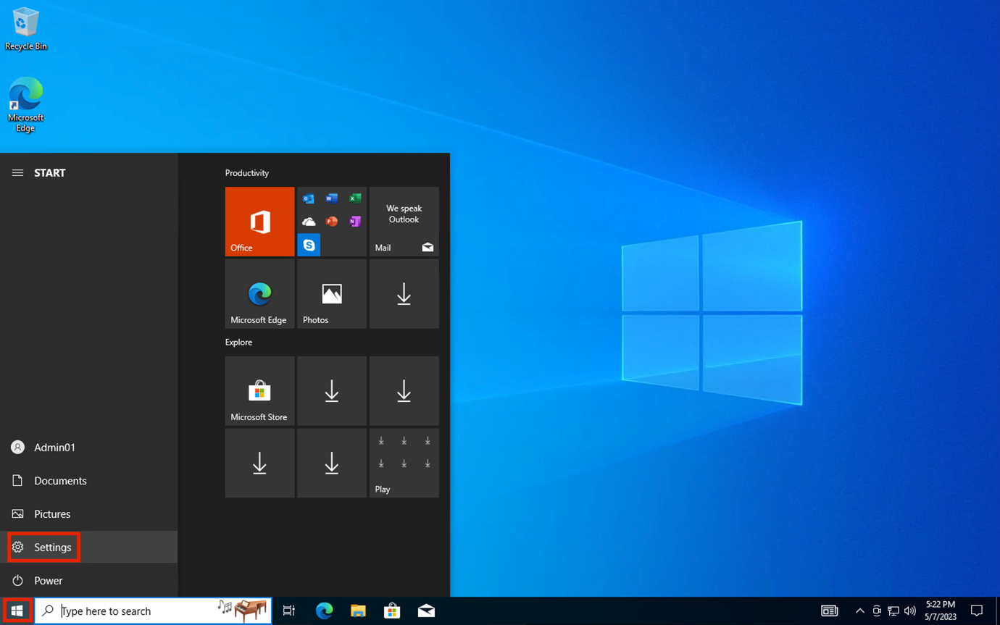 Recycle Bin
Microsoft
Edge
START
Productivity
Office
We speak
Outlook
Mail
Microsoft Edge
Photos
Explore
Microsoft Store
Play
Admin01
Documents
Pictures
Settings
Power
Type here to search
5:22 PM
5/7/2023